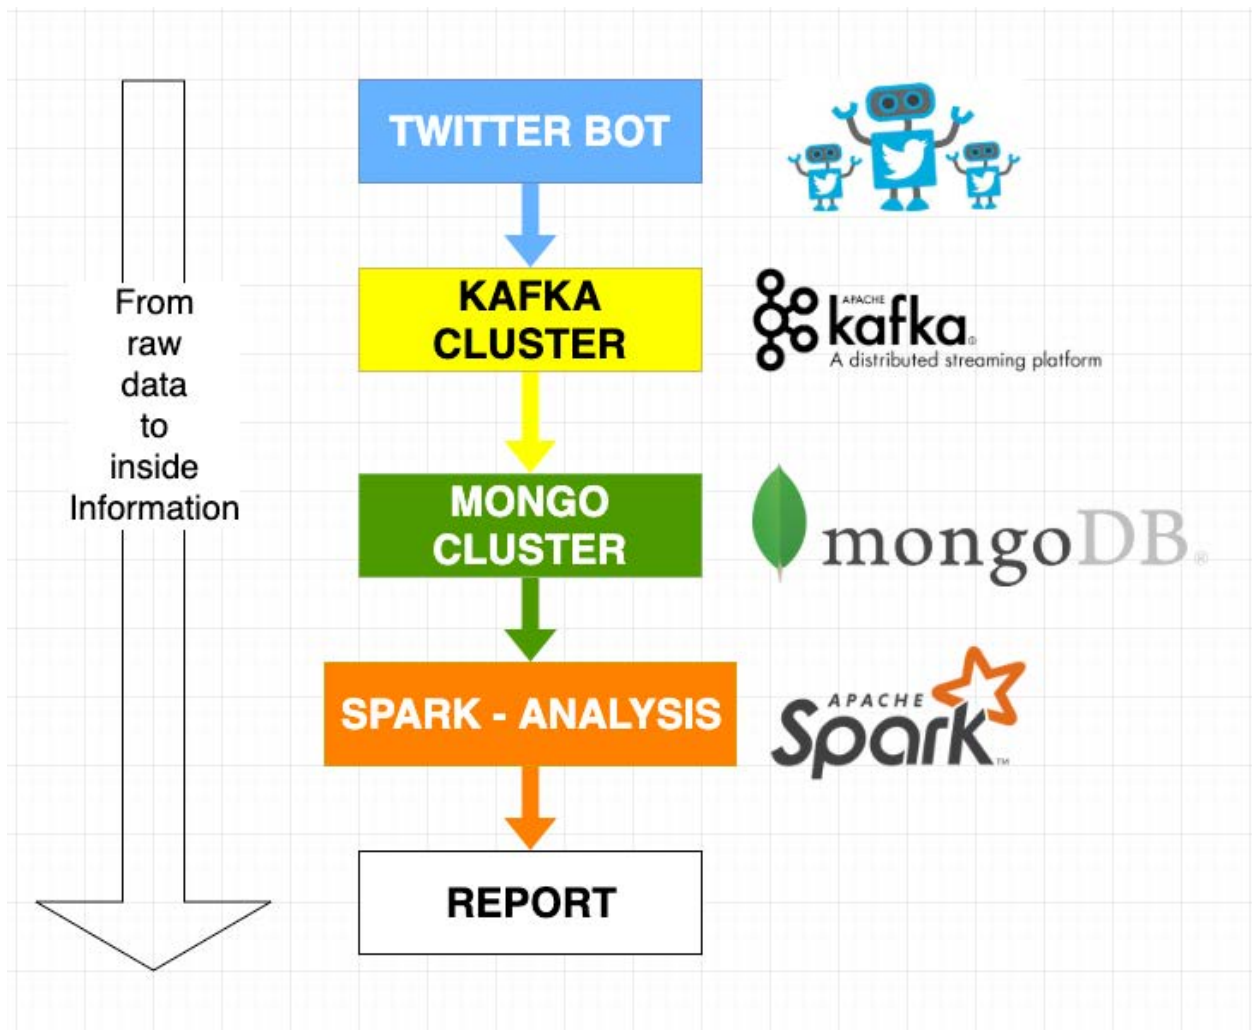 TWITTER BOT
KAFKA
CLUSTER
APACHE
kafka®
A distributed streaming platform
From
raw
data
to
inside
Information
MONGO
CLUSTER
mongoDB®
SPARK - ANALYSIS
APACHE
Spark™
REPORT